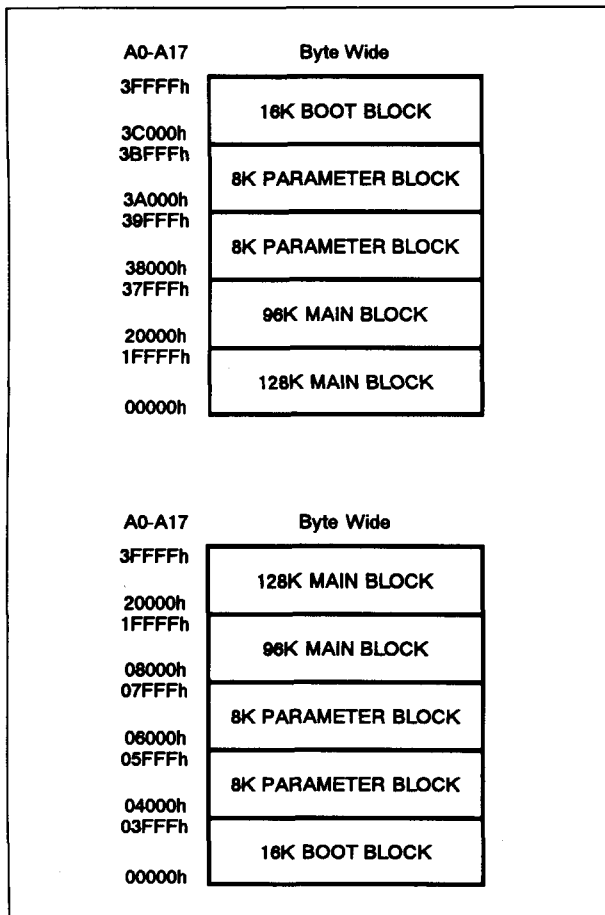 A0-A17 Byte Wide
3FFFFh
16K BOOT BLOCK
3C000h
3BFFFh
8K PARAMETER BLOCK
3A000h
39FFFh
8K PARAMETER BLOCK
38000h
37FFFh
96K MAIN BLOCK
20000h
1FFFFh
128K MAIN BLOCK
00000h
A0-A17 Byte Wide
3FFFFh
128K MAIN BLOCK
20000h
1FFFFh
96K MAIN BLOCK
08000h
07FFFh
8K PARAMETER BLOCK
06000h
05FFFh
8K PARAMETER BLOCK
04000h
03FFFh
16K BOOT BLOCK
00000h